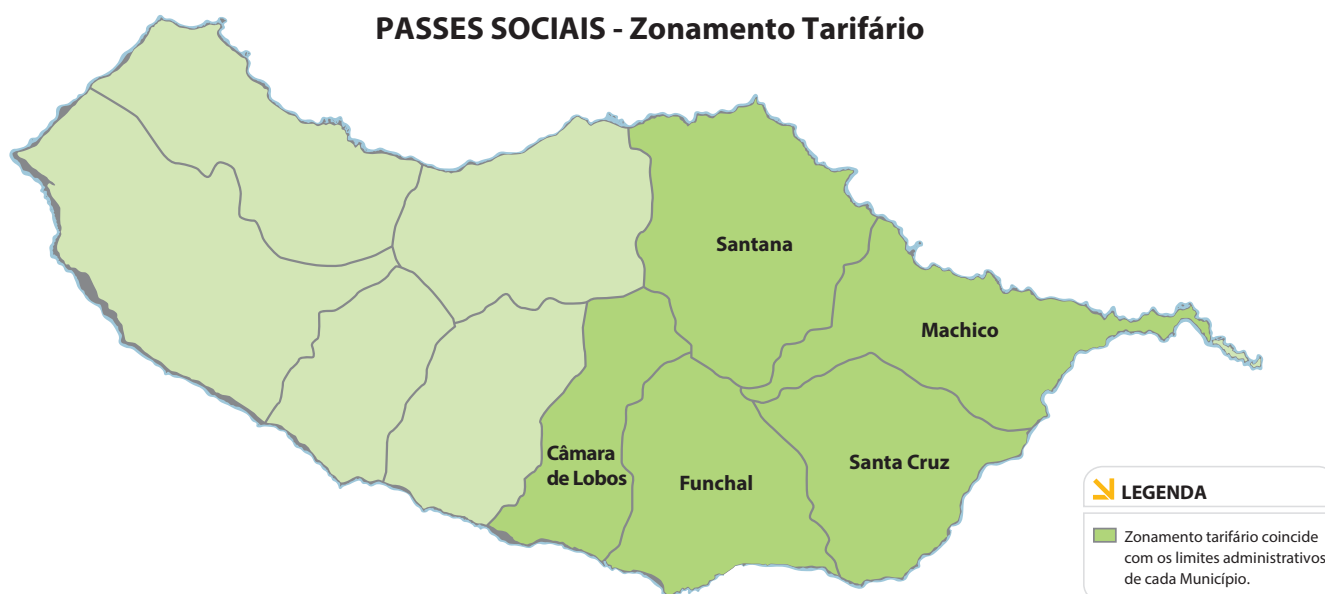 PASSES SOCIAIS - Zonamento Tarifário
Santana
Machico
Câmara
de Lobos
Funchal
Santa Cruz
LEGENDA
Zonamento tarifário coincide
com os limites administrativos
de cada Município.